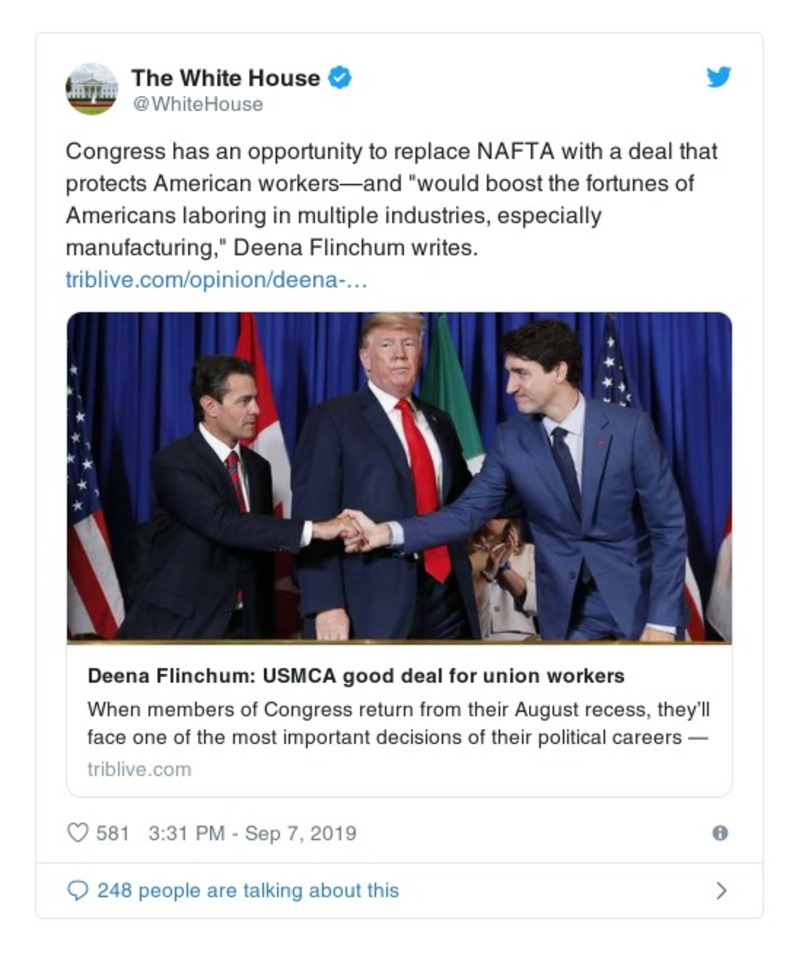 The White House
@WhiteHouse
Congress has an opportunity to replace NAFTA with a deal that
protects American workers—and "would boost the fortunes of
Americans laboring in multiple industries, especially
manufacturing," Deena Flinchum writes.
triblive.com/opinion/deena-…
Deena Flinchum: USMCA good deal for union workers
When members of Congress return from their August recess, they'll
face one of the most important decisions of their political careers —
triblive.com
581 3:31 PM - Sep 7, 2019
248 people are talking about this